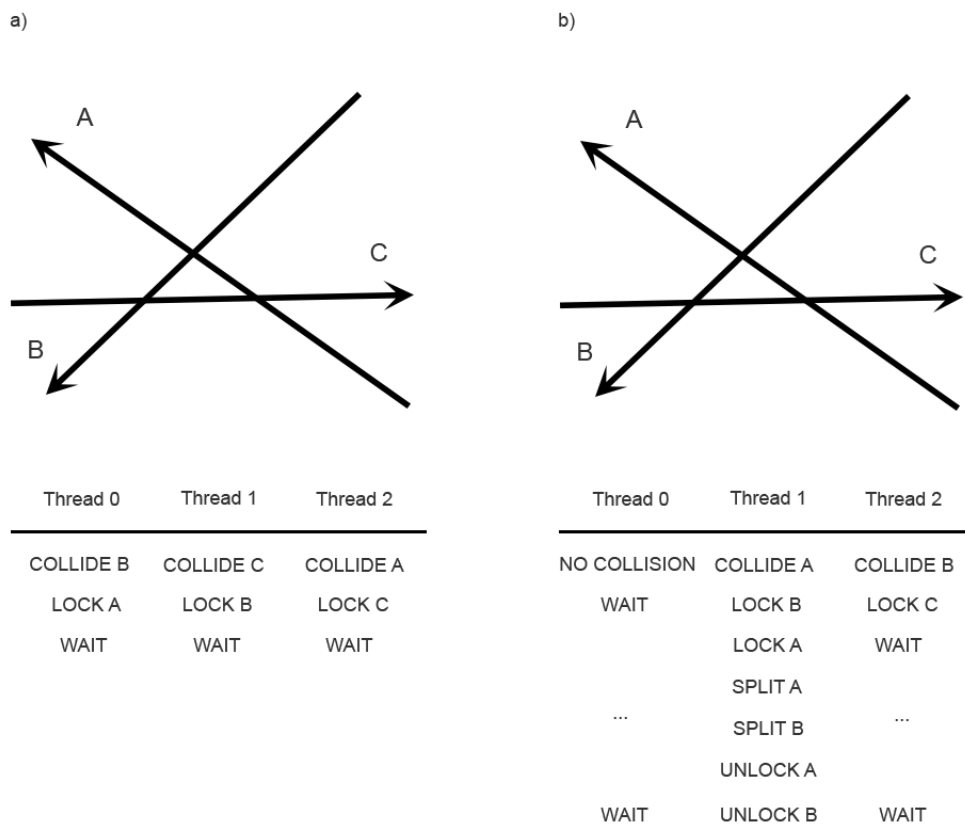 a)
A
C
B
Thread 0 Thread 1 Thread 2
COLLIDE B COLLIDE C COLLIDE A
LOCK A LOCK B LOCK C
WAIT WAIT WAIT
b)
A
C
B
Thread 0 Thread 1 Thread 2
NO COLLISION COLLIDE A COLLIDE B
WAIT LOCK B LOCK C
LOCK A WAIT
SPLIT A
... ...
SPLIT B
UNLOCK A
WAIT UNLOCK B WAIT